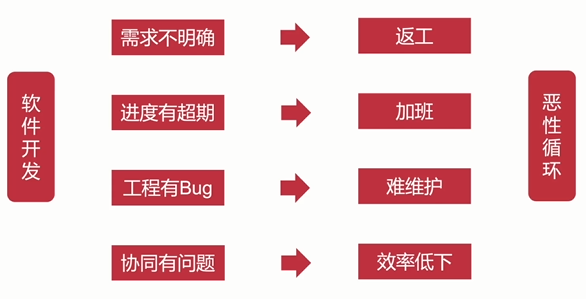 软件开发
需求不明确
返工
进度有超期
加班
工程有Bug
难维护
协同有问题
效率低下
恶性循环